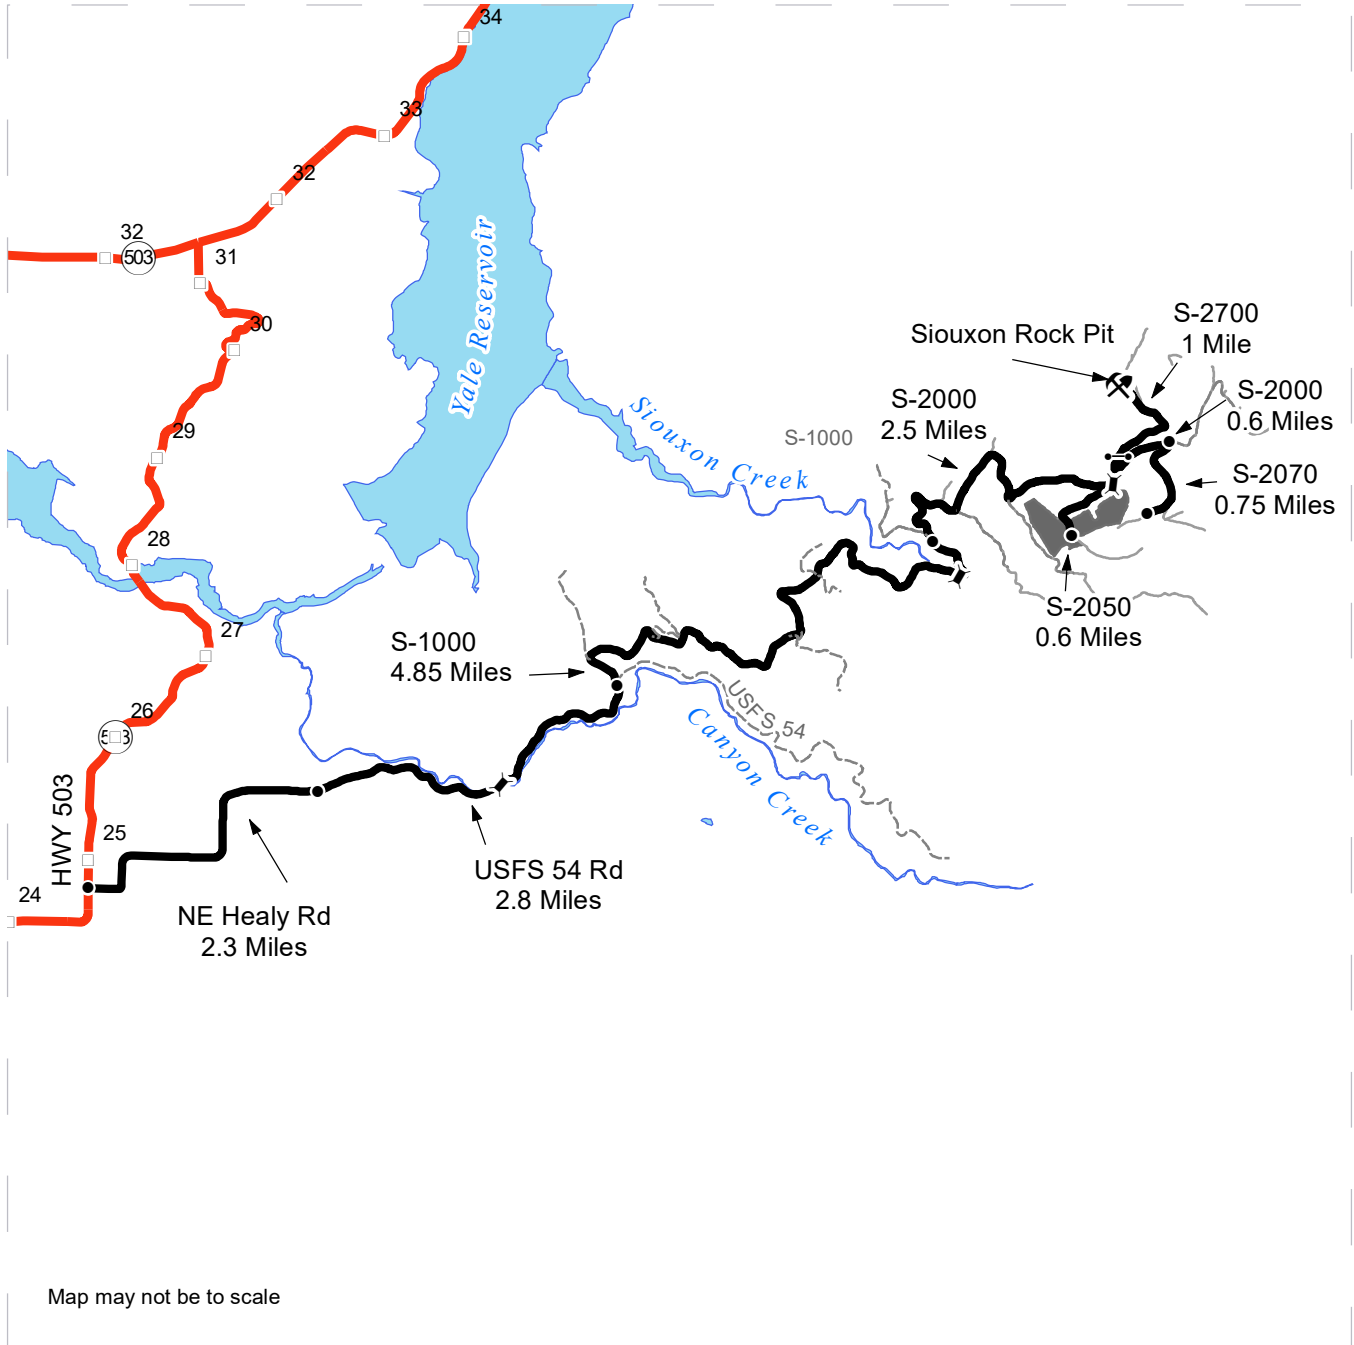 34
33
32
32
503
31
30
Yale Reservoir
Siouxon Rock Pit
S-2700
1 Mile
S-2000
0.6 Miles
S-2000
2.5 Miles
Siouxon Creek
S-1000
29
S-2070
0.75 Miles
28
S-2050
0.6 Miles
27
S-1000
4.85 Miles
USFS 54
Canyon Creek
26
503
HWY 503
25
24
USFS 54 Rd
2.8 Miles
NE Healy Rd
2.3 Miles
Map may not be to scale